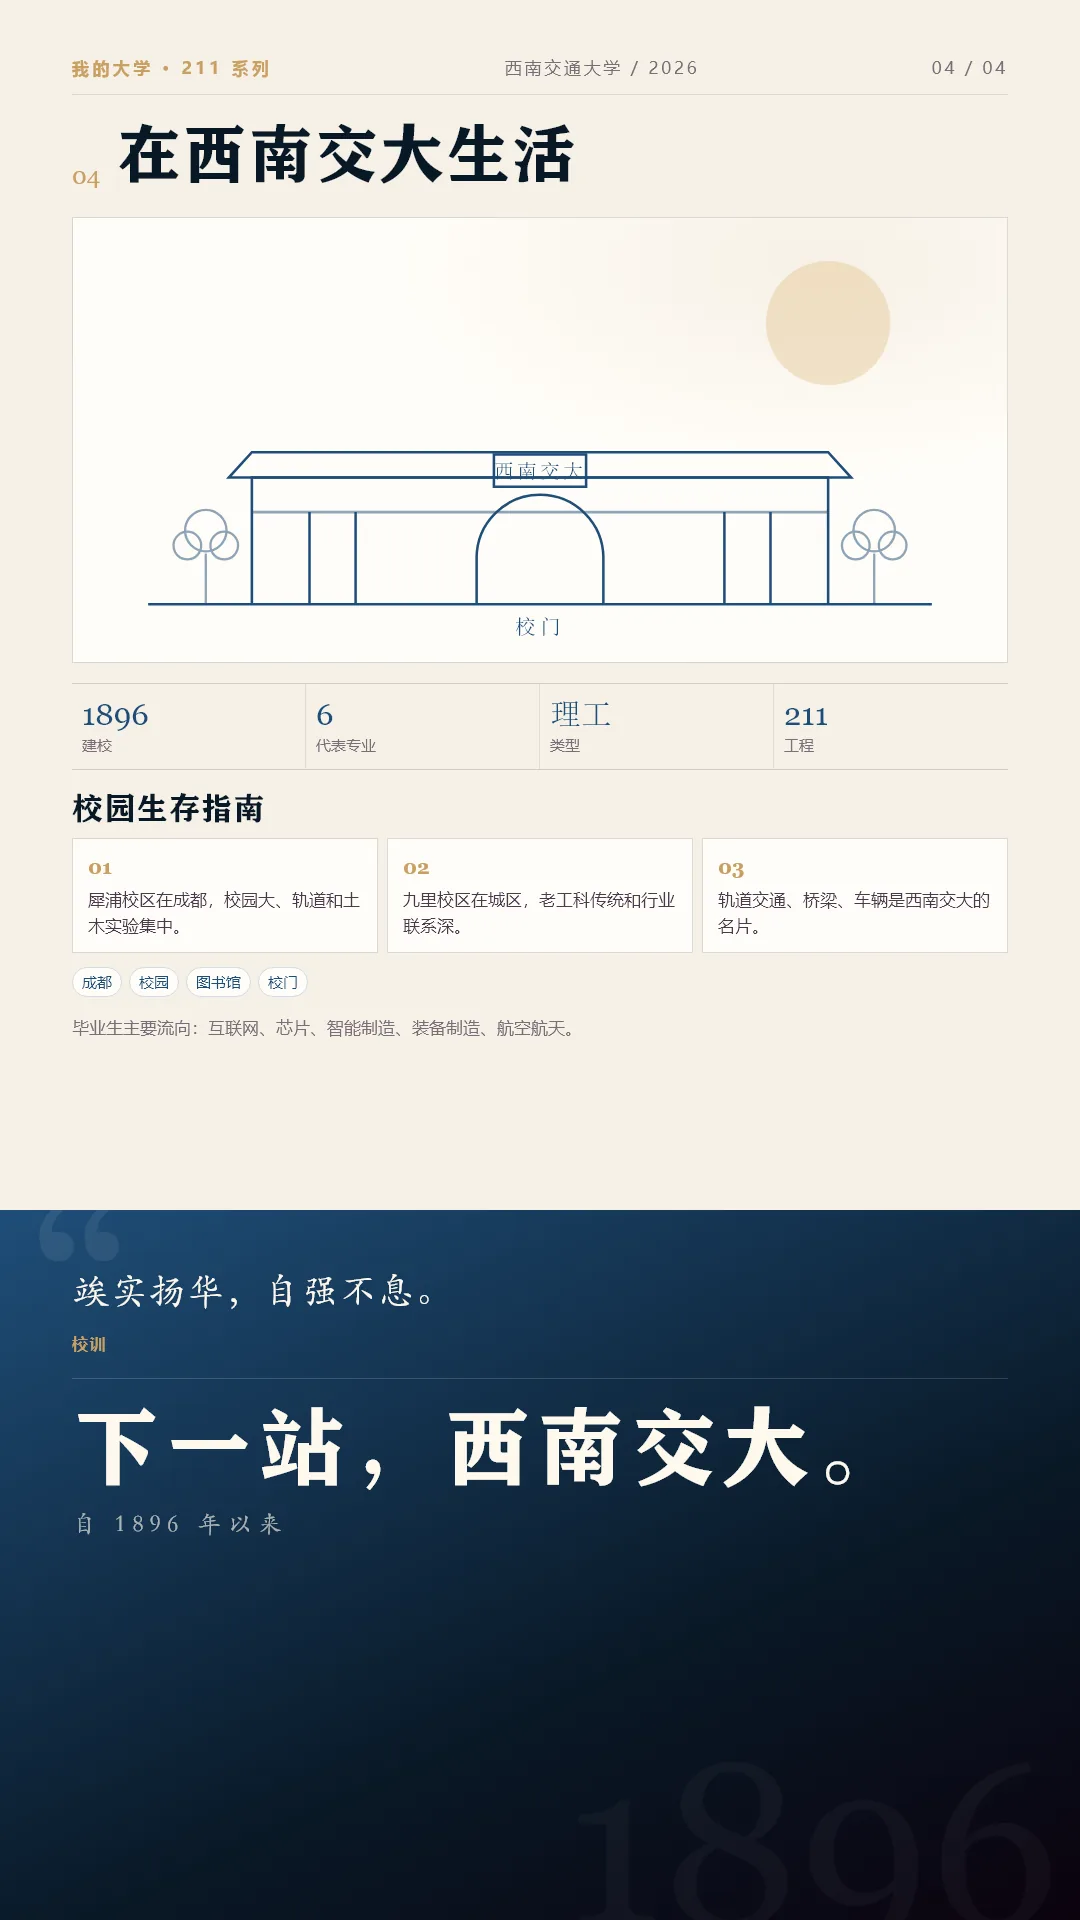 我的大学 · 211 系列
西南交通大学 / 2026
04 / 04
04 在西南交大生活
西南交大
校门
1896
建校
6
代表专业
理工
类型
211
工程
校园生存指南
01
犀浦校区在成都，校园大、轨道和土
木实验集中。
02
九里校区在城区，老工科传统和行业
联系深。
03
轨道交通、桥梁、车辆是西南交大的
名片。
成都 校园 图书馆 校门
毕业生主要流向：互联网、芯片、智能制造、装备制造、航空航天。
“
竢实扬华，自强不息。
校训
下一站，西南交大。
自 1896 年以来
1896